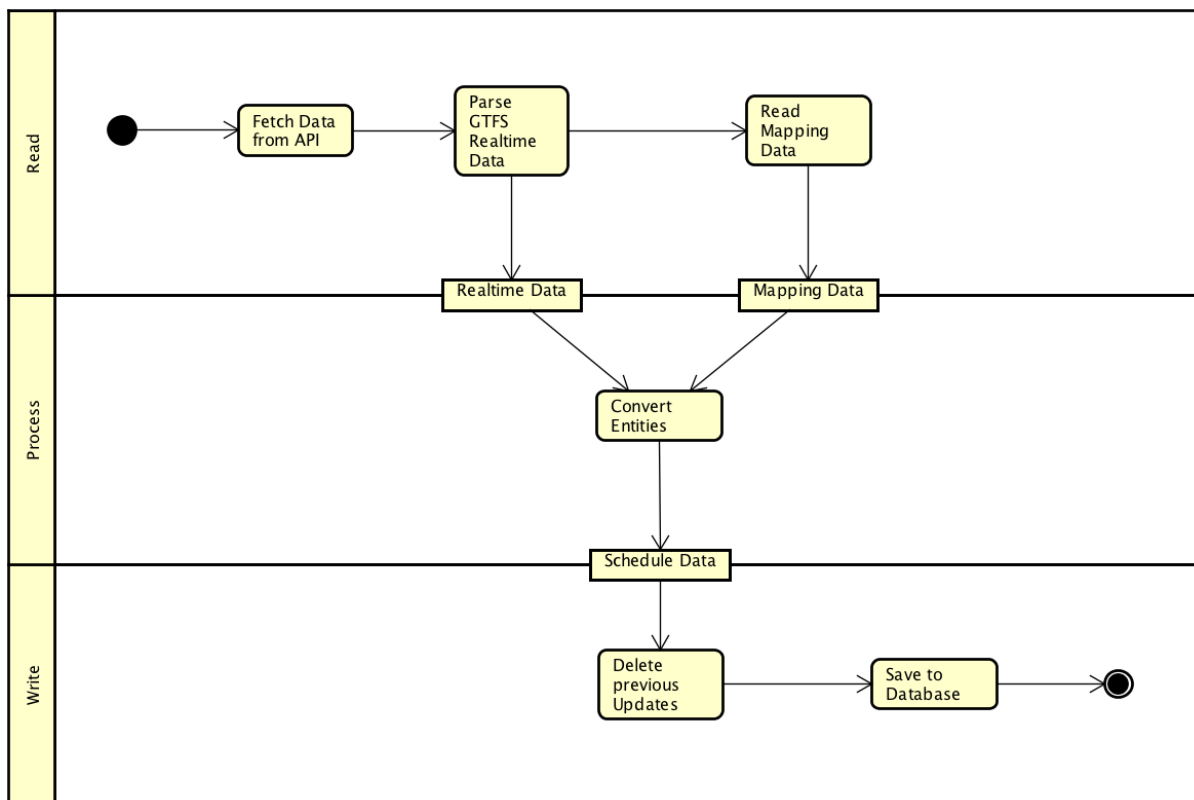 Read
Fetch Data
from API
Parse
GTFS
Realtime
Data
Read
Mapping
Data
Realtime Data
Mapping Data
Process
Convert
Entities
Schedule Data
Write
Delete
previous
Updates
Save to
Database